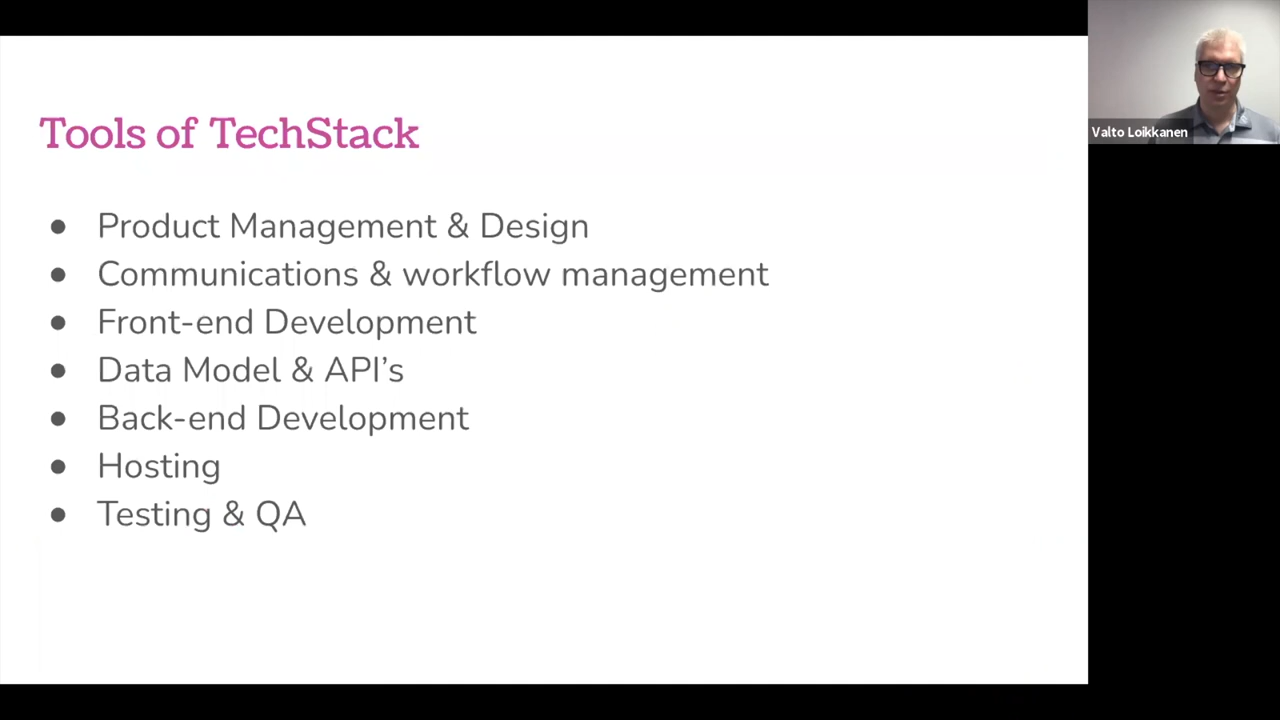 Tools of TechStack
● Product Management & Design
● Communications & workflow management
● Front-end Development
● Data Model & API’s
● Back-end Development
● Hosting
● Testing & QA
Valto Loikkanen